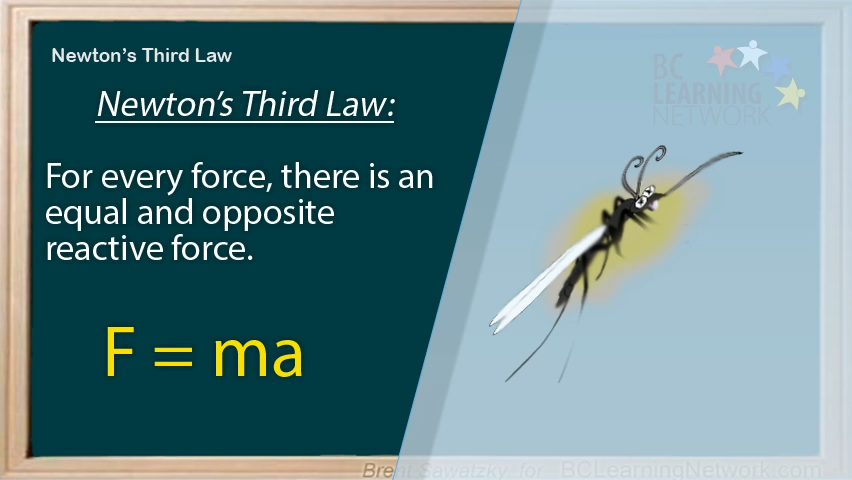 Newton's Third Law
BC
LEARNING
NETWORK
Newton's Third Law:
For every force, there is an
equal and opposite
reactive force.
F = ma
Brent Sawatzky for BCLearningNetwork.com